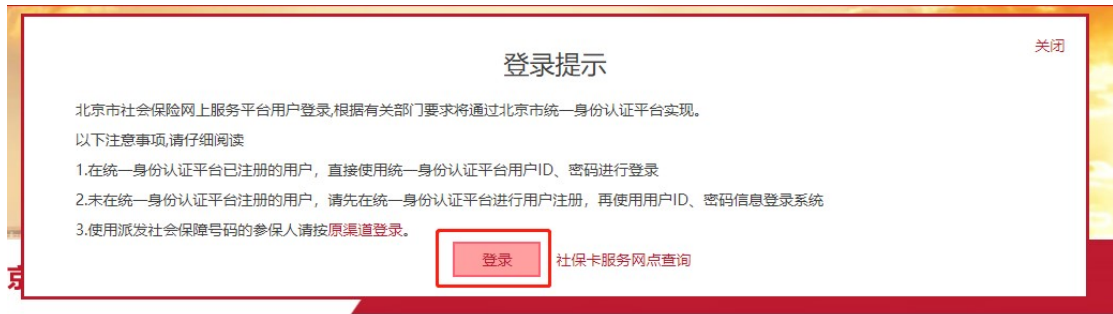 关闭
登录提示
北京市社会保险网上服务平台用户登录,根据有关部门要求将通过北京市统一身份认证平台实现。
以下注意事项,请仔细阅读
1.在统一身份认证平台已注册的用户，直接使用统一身份认证平台用户ID、密码进行登录
2.未在统一身份认证平台注册的用户，请先在统一身份认证平台进行用户注册，再使用用户ID、密码信息登录系统
3.使用派发社会保障号码的参保人请按原渠道登录。
登录 社保卡服务网点查询